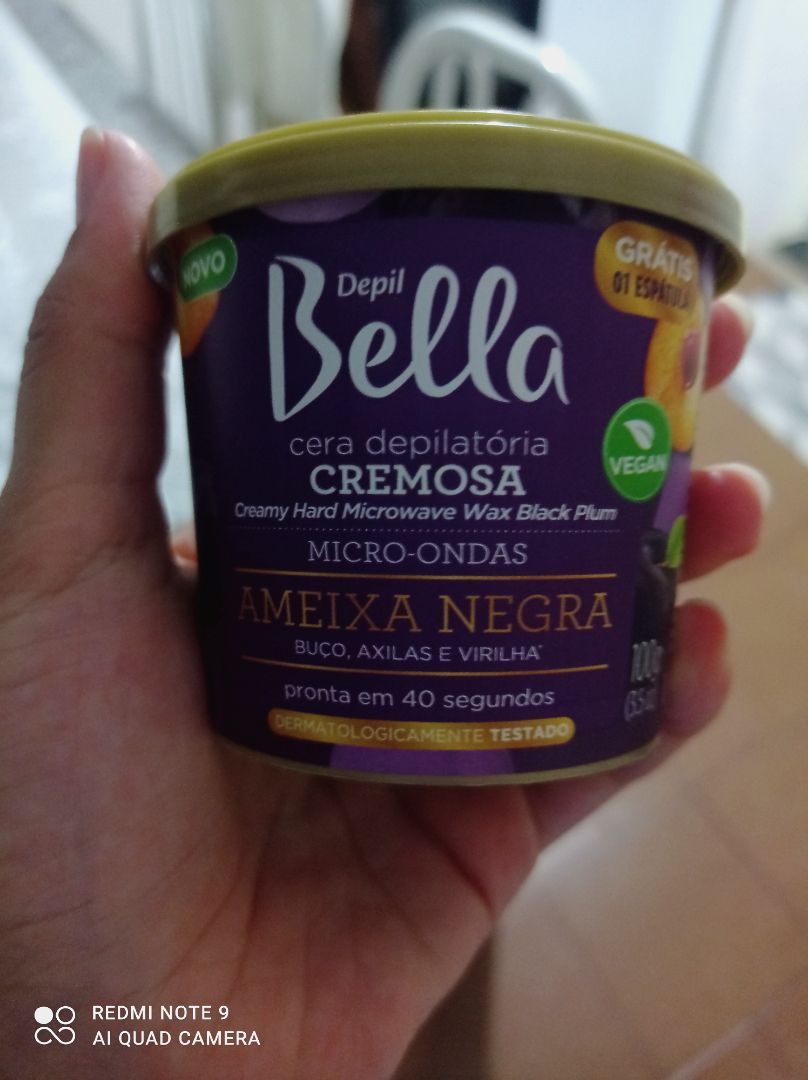 NOVO
GRÁTIS
01 ESPÁTULA
Depil
Bella
cera depilatória
CREMOSA
VEGAN
Creamy Hard Microwave Wax Black Plum
MICRO-ONDAS
AMEIXA NEGRA
BUÇO, AXILAS E VIRILHA*
100g
pronta em 40 segundos
DERMATOLOGICAMENTE TESTADO
REDMI NOTE 9
AI QUAD CAMERA